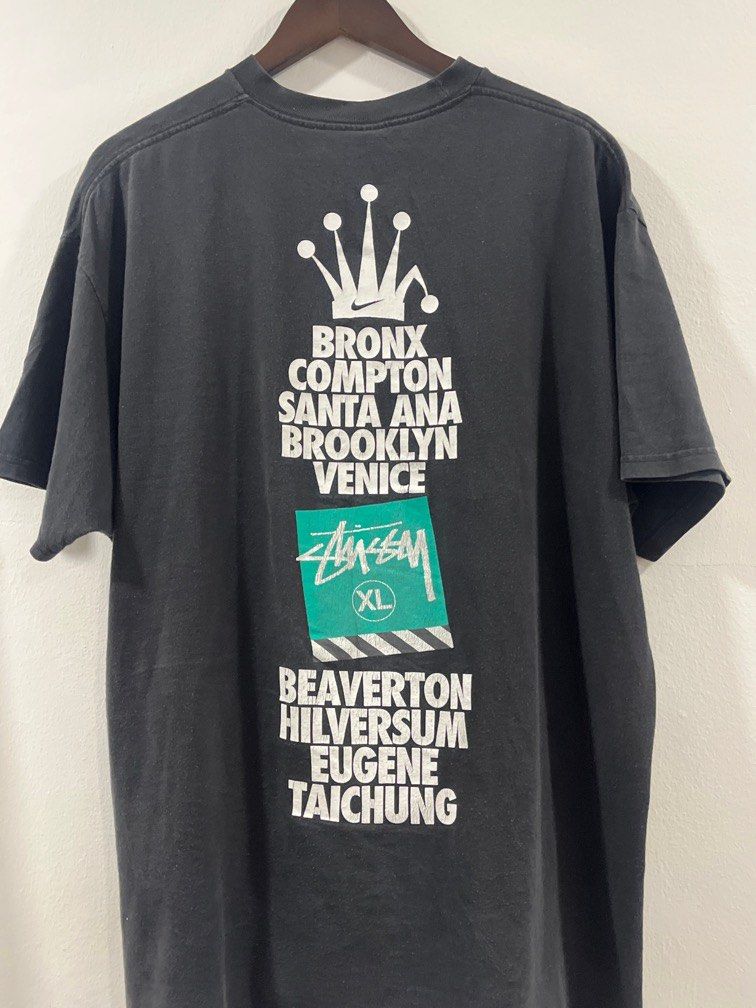 BRONX
COMPTON
SANTA ANA
BROOKLYN
VENICE
Stüssy
XL
BEAVERTON
HILVERSUM
EUGENE
TAICHUNG